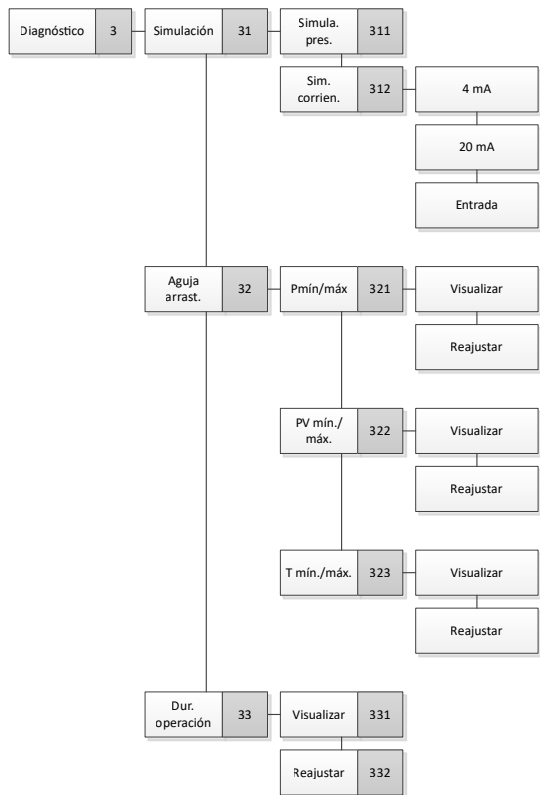 Diagnóstico 3 Simulación 31 Simula. 311
pres.
Sim. 312 4 mA
corrien.
20 mA
Entrada
Aguja 32 Pmín/máx 321 Visualizar
arrast.
Reajustar
PV mín./ 322 Visualizar
máx.
Reajustar
T mín./máx. 323 Visualizar
Reajustar
Dur. 33 Visualizar 331
operación
Reajustar 332